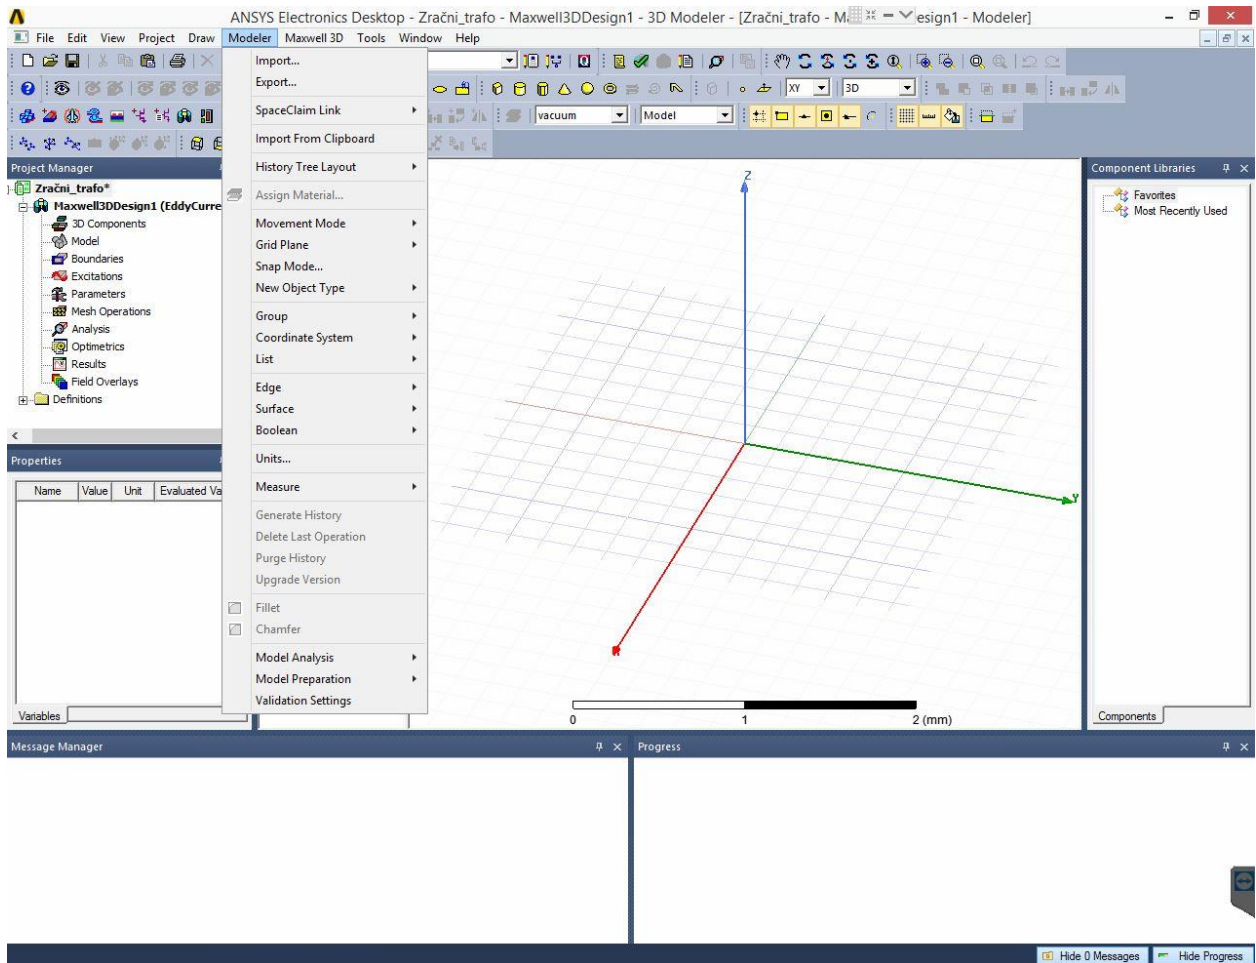 ANSYS Electronics Desktop - Zračni_trafo - Maxwell3DDesign1 - 3D Modeler - [Zračni_trafo - M esign1 - Modeler]
File Edit View Project Draw Modeler Maxwell 3D Tools Window Help
XY 3D
vacuum Model
Import...
Export...
SpaceClaim Link
Import From Clipboard
History Tree Layout
Assign Material...
Movement Mode
Grid Plane
Snap Mode...
New Object Type
Group
Coordinate System
List
Edge
Surface
Boolean
Units...
Measure
Generate History
Delete Last Operation
Purge History
Upgrade Version
Fillet
Chamfer
Model Analysis
Model Preparation
Validation Settings
Project Manager
Zračni_trafo*
Maxwell3DDesign1 (EddyCurre
3D Components
Model
Boundaries
Excitations
Parameters
Mesh Operations
Analysis
Optimetrics
Results
Field Overlays
Definitions
Properties
Name Value Unit Evaluated Va
Variables
Z
Y
0 1 2 (mm)
Component Libraries
Favorites
Most Recently Used
Components
Message Manager
Progress
Hide 0 Messages Hide Progress